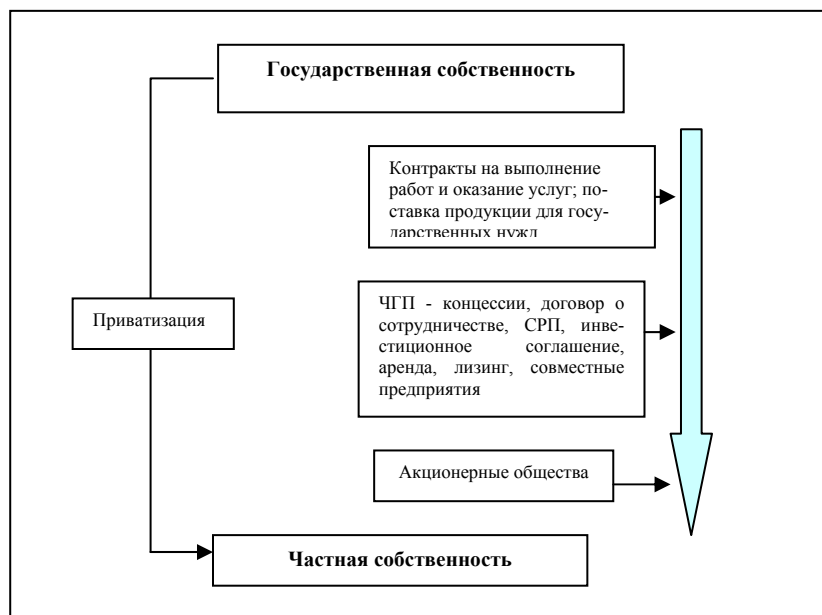 Государственная собственность
Контракты на выполнение
работ и оказание услуг; по-
ставка продукции для госу-
дарственных нужд
ЧГП - концессии, договор о
сотрудничестве, СРП, инве-
стиционное соглашение,
аренда, лизинг, совместные
предприятия
Приватизация
Акционерные общества
Частная собственность